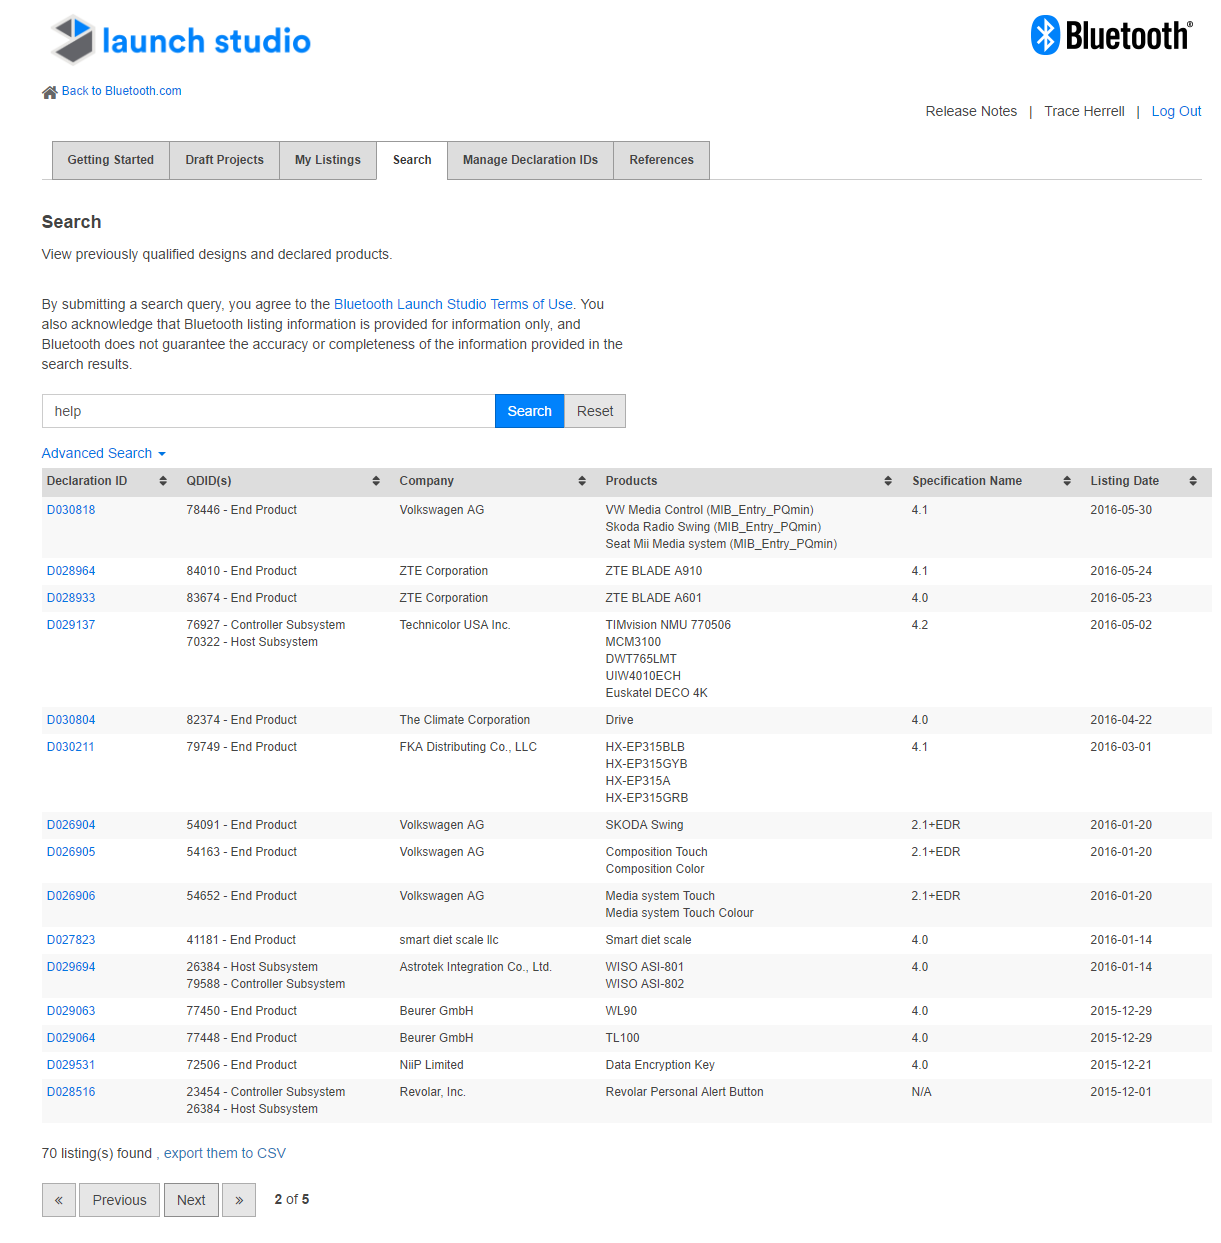 launch studio
Bluetooth®
Back to Bluetooth.com
Release Notes | Trace Herrell | Log Out
Getting Started Draft Projects My Listings Search Manage Declaration IDs References
Search
View previously qualified designs and declared products.
By submitting a search query, you agree to the Bluetooth Launch Studio Terms of Use. You
also acknowledge that Bluetooth listing information is provided for information only, and
Bluetooth does not guarantee the accuracy or completeness of the information provided in the
search results.
help Search Reset
Advanced Search
Declaration ID QDID(s) Company Products Specification Name Listing Date
D030818 78446 - End Product Volkswagen AG VW Media Control (MIB_Entry_PQmin) 4.1 2016-05-30
Skoda Radio Swing (MIB_Entry_PQmin)
Seat Mii Media system (MIB_Entry_PQmin)
D028964 84010 - End Product ZTE Corporation ZTE BLADE A910 4.1 2016-05-24
D028933 83674 - End Product ZTE Corporation ZTE BLADE A601 4.0 2016-05-23
D029137 76927 - Controller Subsystem Technicolor USA Inc. TIMvision NMU 770506 4.2 2016-05-02
70322 - Host Subsystem MCM3100
DWT765LMT
UIW4010ECH
Euskatel DECO 4K
D030804 82374 - End Product The Climate Corporation Drive 4.0 2016-04-22
D030211 79749 - End Product FKA Distributing Co., LLC HX-EP315BLB 4.1 2016-03-01
HX-EP315GYB
HX-EP315A
HX-EP315GRB
D026904 54091 - End Product Volkswagen AG SKODA Swing 2.1+EDR 2016-01-20
D026905 54163 - End Product Volkswagen AG Composition Touch 2.1+EDR 2016-01-20
Composition Color
D026906 54652 - End Product Volkswagen AG Media system Touch 2.1+EDR 2016-01-20
Media system Touch Colour
D027823 41181 - End Product smart diet scale llc Smart diet scale 4.0 2016-01-14
D029694 26384 - Host Subsystem Astrotek Integration Co., Ltd. WISO ASI-801 4.0 2016-01-14
79588 - Controller Subsystem WISO ASI-802
D029063 77450 - End Product Beurer GmbH WL90 4.0 2015-12-29
D029064 77448 - End Product Beurer GmbH TL100 4.0 2015-12-29
D029531 72506 - End Product NiiP Limited Data Encryption Key 4.0 2015-12-21
D028516 23454 - Controller Subsystem Revolar, Inc. Revolar Personal Alert Button N/A 2015-12-01
26384 - Host Subsystem
70 listing(s) found , export them to CSV
« Previous Next » 2 of 5